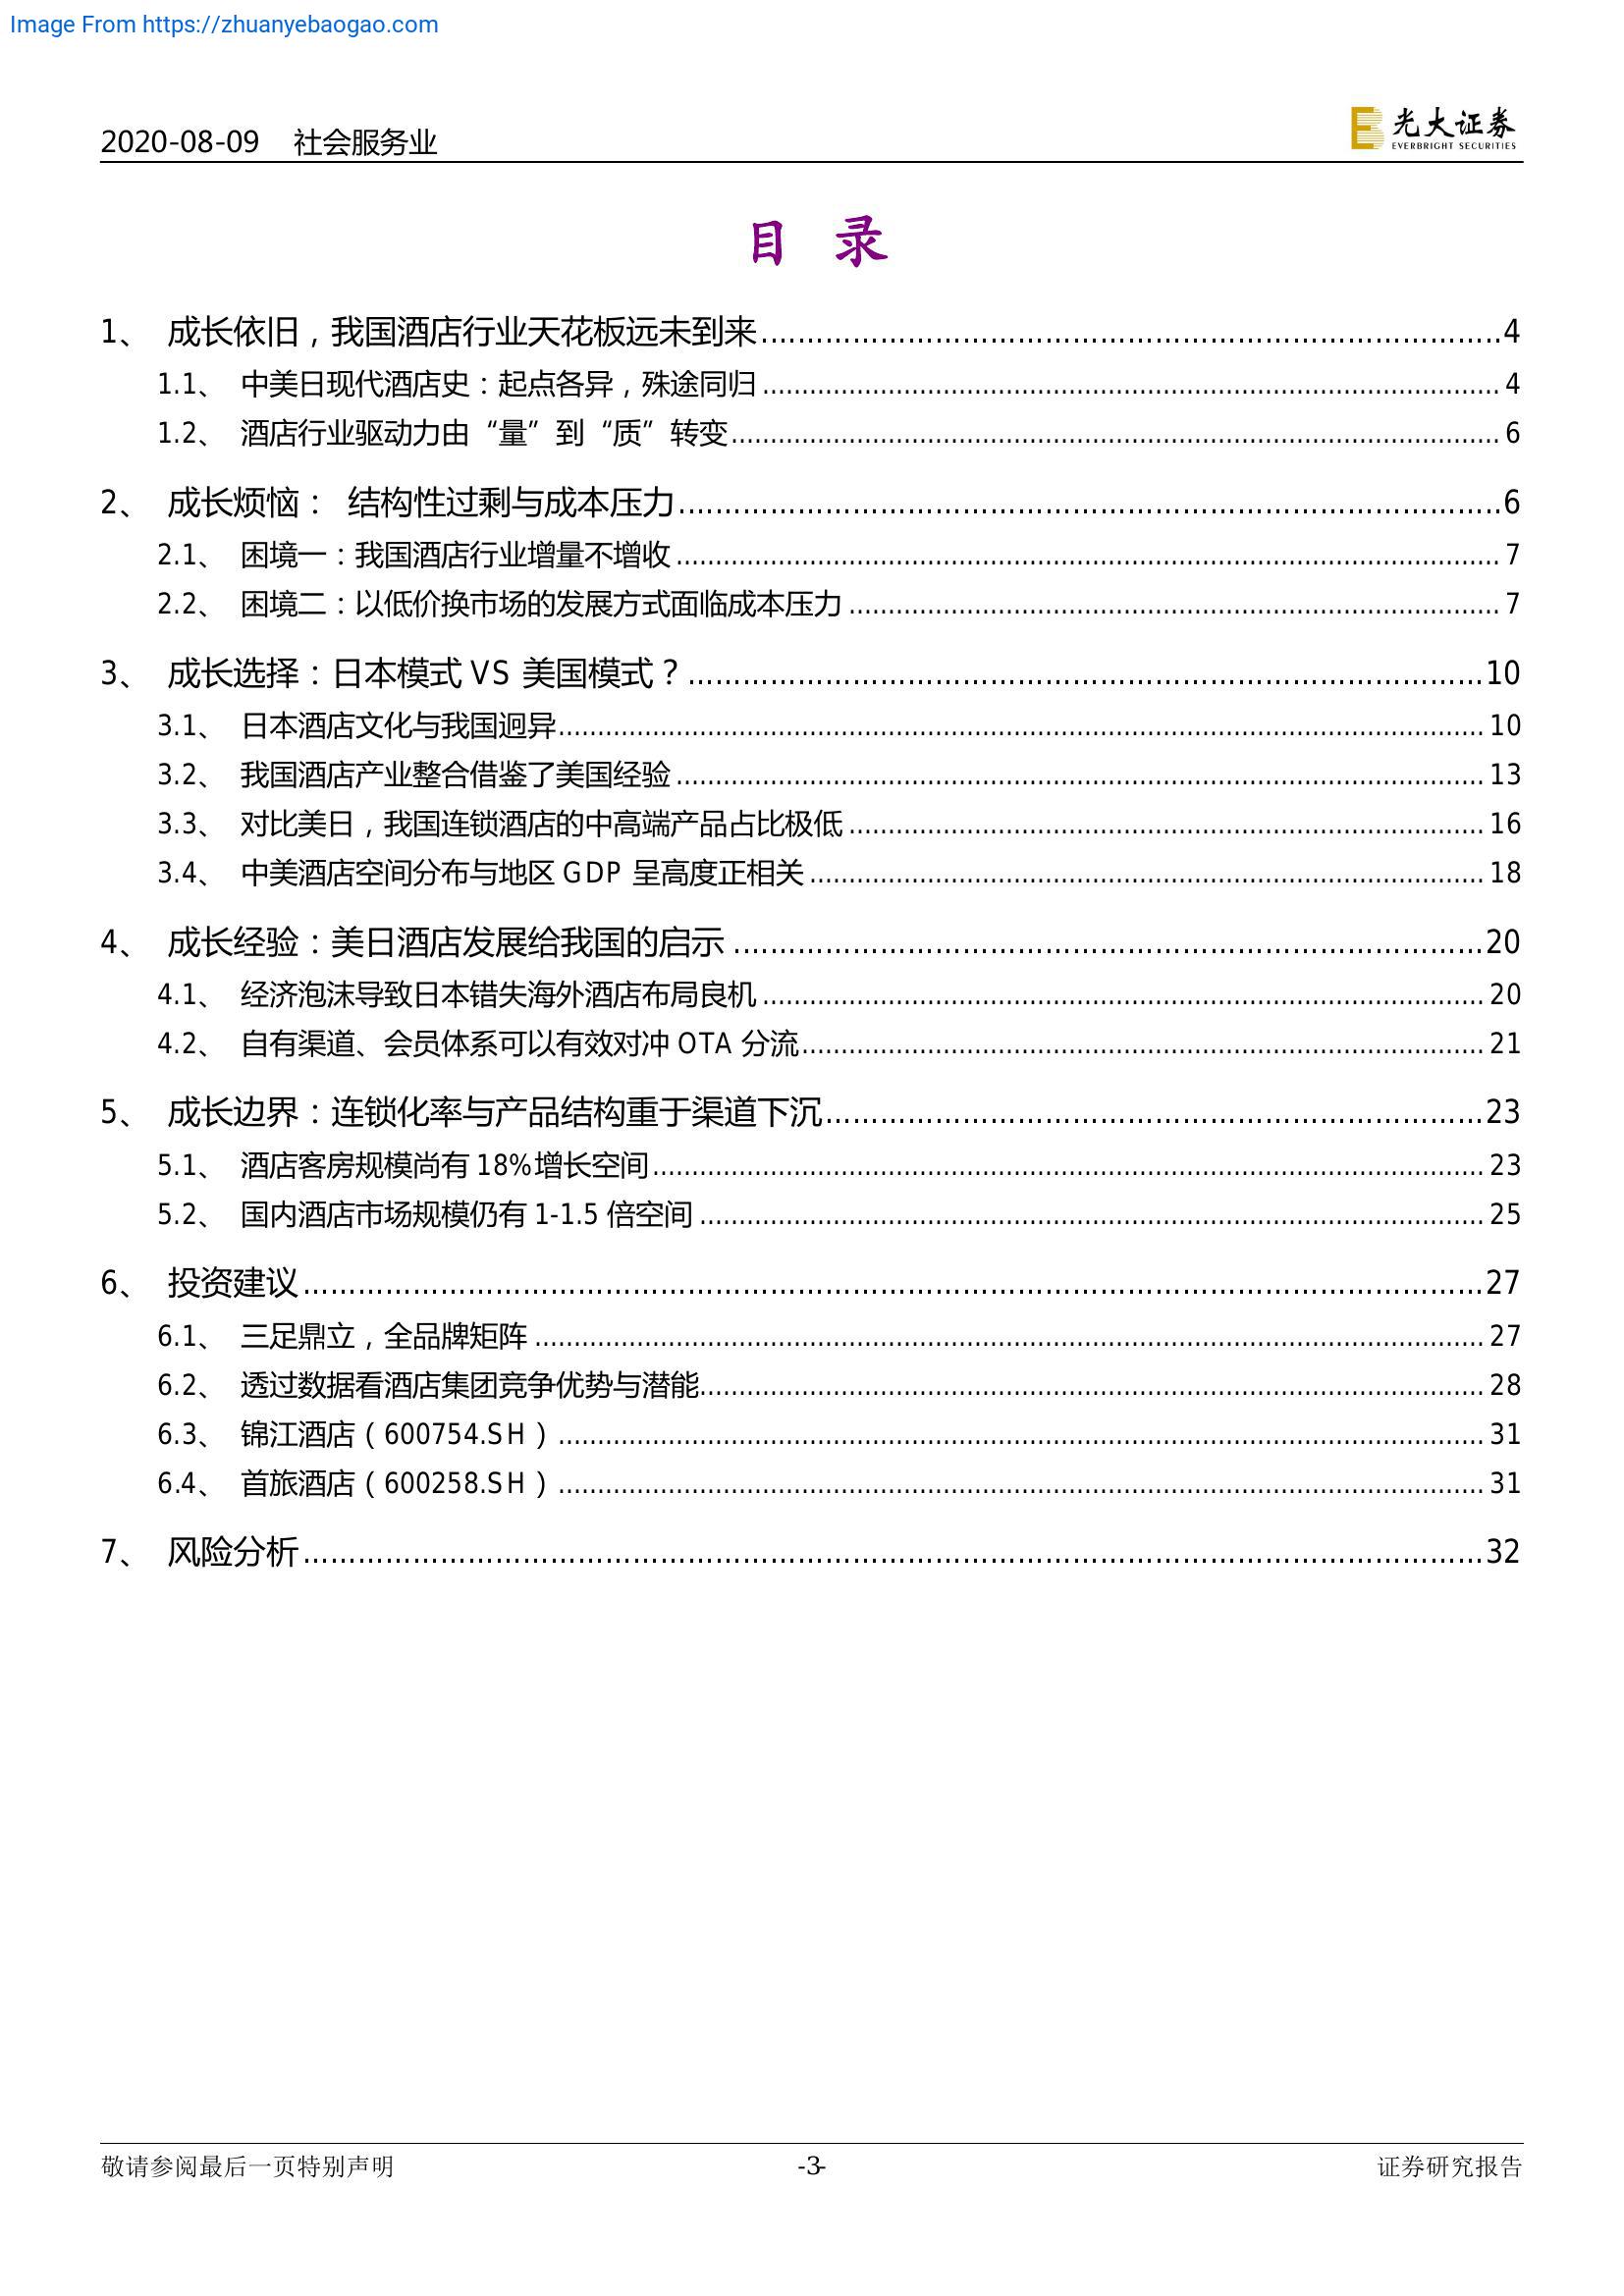 Image From https://zhuanyebaogao.com
2020-08-09 社会服务业
光大证券
EVERBRIGHT SECURITIES
目 录
1、 成长依旧，我国酒店行业天花板远未到来 4
1.1、 中美日现代酒店史：起点各异，殊途同归 4
1.2、 酒店行业驱动力由“量”到“质”转变 6
2、 成长烦恼： 结构性过剩与成本压力 6
2.1、 困境一：我国酒店行业增量不增收 7
2.2、 困境二：以低价换市场的发展方式面临成本压力 7
3、 成长选择：日本模式 VS 美国模式？ 10
3.1、 日本酒店文化与我国迥异 10
3.2、 我国酒店产业整合借鉴了美国经验 13
3.3、 对比美日，我国连锁酒店的中高端产品占比极低 16
3.4、 中美酒店空间分布与地区 GDP 呈高度正相关 18
4、 成长经验：美日酒店发展给我国的启示 20
4.1、 经济泡沫导致日本错失海外酒店布局良机 20
4.2、 自有渠道、会员体系可以有效对冲 OTA 分流 21
5、 成长边界：连锁化率与产品结构重于渠道下沉 23
5.1、 酒店客房规模尚有 18%增长空间 23
5.2、 国内酒店市场规模仍有 1-1.5 倍空间 25
6、 投资建议 27
6.1、 三足鼎立，全品牌矩阵 27
6.2、 透过数据看酒店集团竞争优势与潜能 28
6.3、 锦江酒店（600754.SH） 31
6.4、 首旅酒店（600258.SH） 31
7、 风险分析 32
敬请参阅最后一页特别声明 -3- 证券研究报告